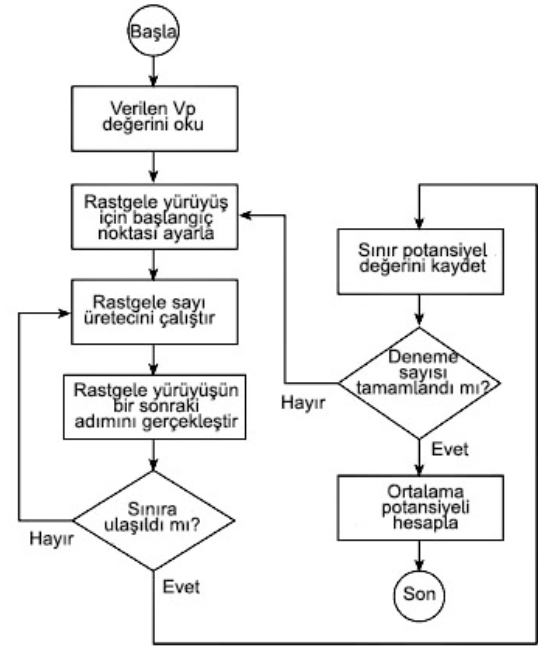 Başla
Verilen Vp
değerini oku
Rastgele yürüyüş
için başlangıç
noktası ayarla
Rastgele sayı
üretecini çalıştır
Rastgele yürüyüşün
bir sonraki
adımını gerçekleştir
Sınıra
ulaşıldı mı?
Hayır
Evet
Sınır potansiyel
değerini kaydet
Deneme
sayısı
tamamlandı mı?
Hayır
Evet
Ortalama
potansiyeli
hesapla
Son